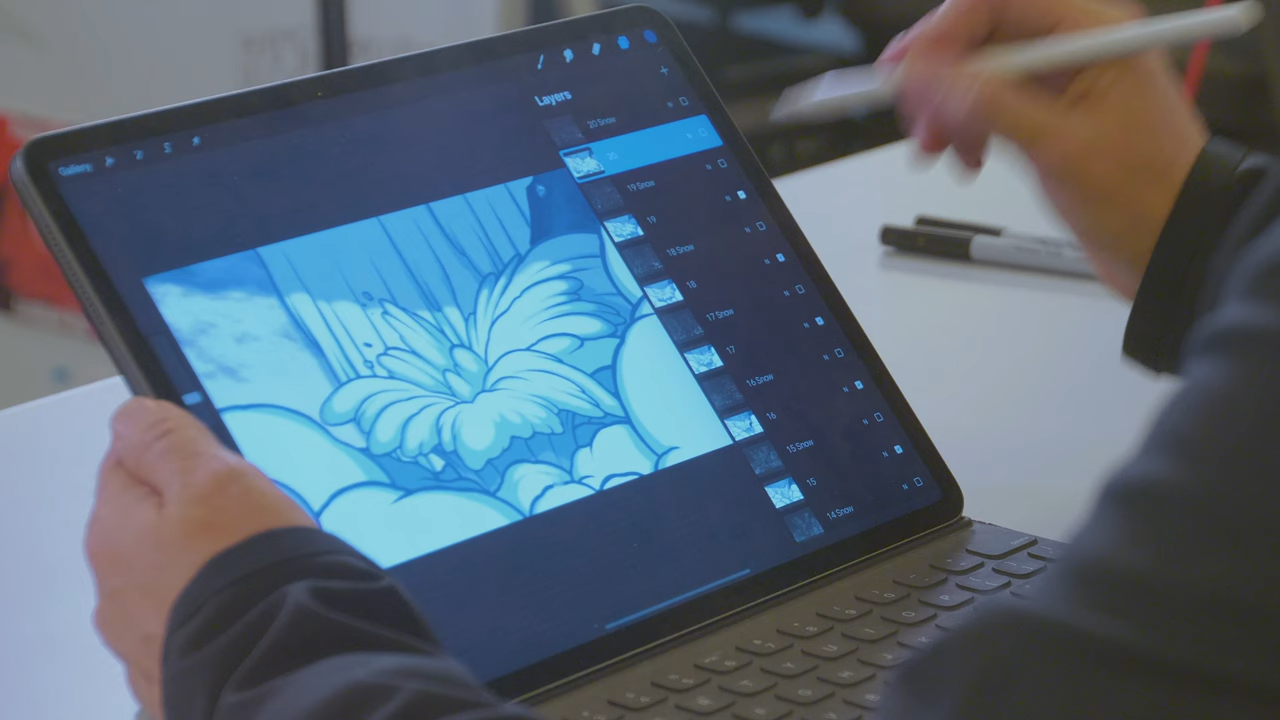 Gallery
Layers
20 Snow
20
19 Snow
19
18 Snow
18
17 Snow
17
16 Snow
16
15 Snow
15
14 Snow